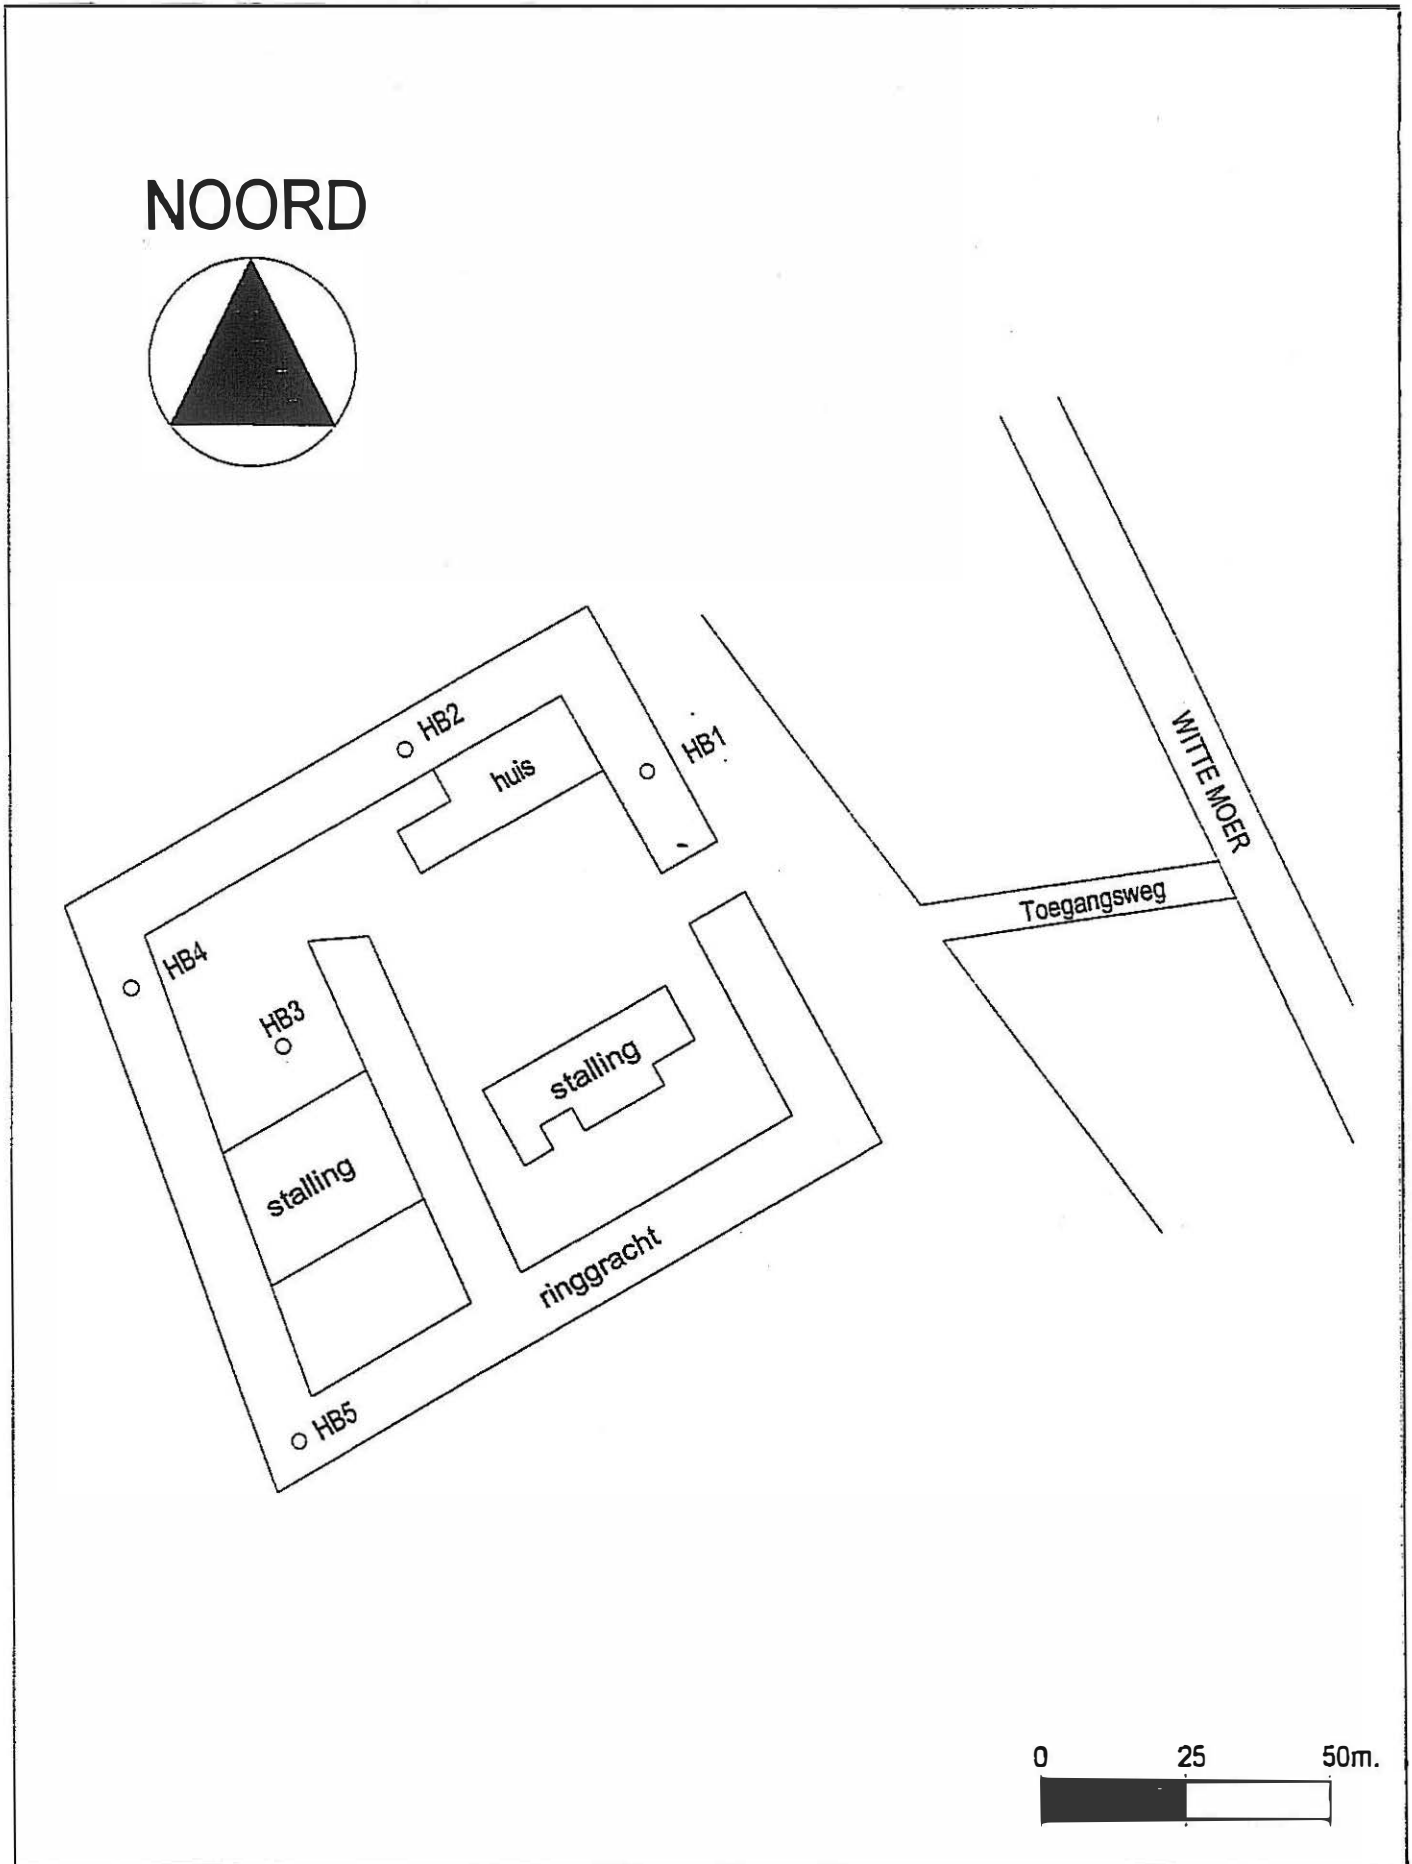 NOORD
HB2
HB1
huis
WITTE MOER
Toegangsweg
HB4
HB3
stalling
stalling
ringgracht
HB5
0 25 50m.